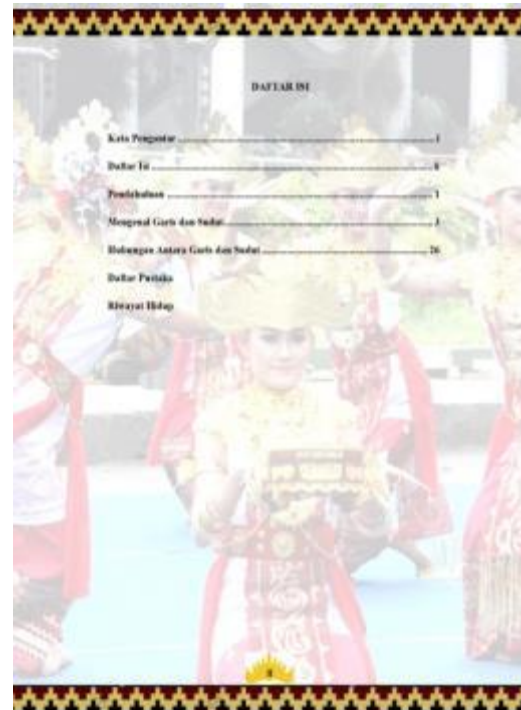 DAFTAR ISI
Kata Pengantar ........................ i
Daftar Isi ........................ ii
Pendahuluan ........................ 1
Mengenal Garis dan Sudut ........................ 3
Hubungan Antara Garis dan Sudut ........................ 26
Daftar Pustaka
Riwayat Hidup
ii